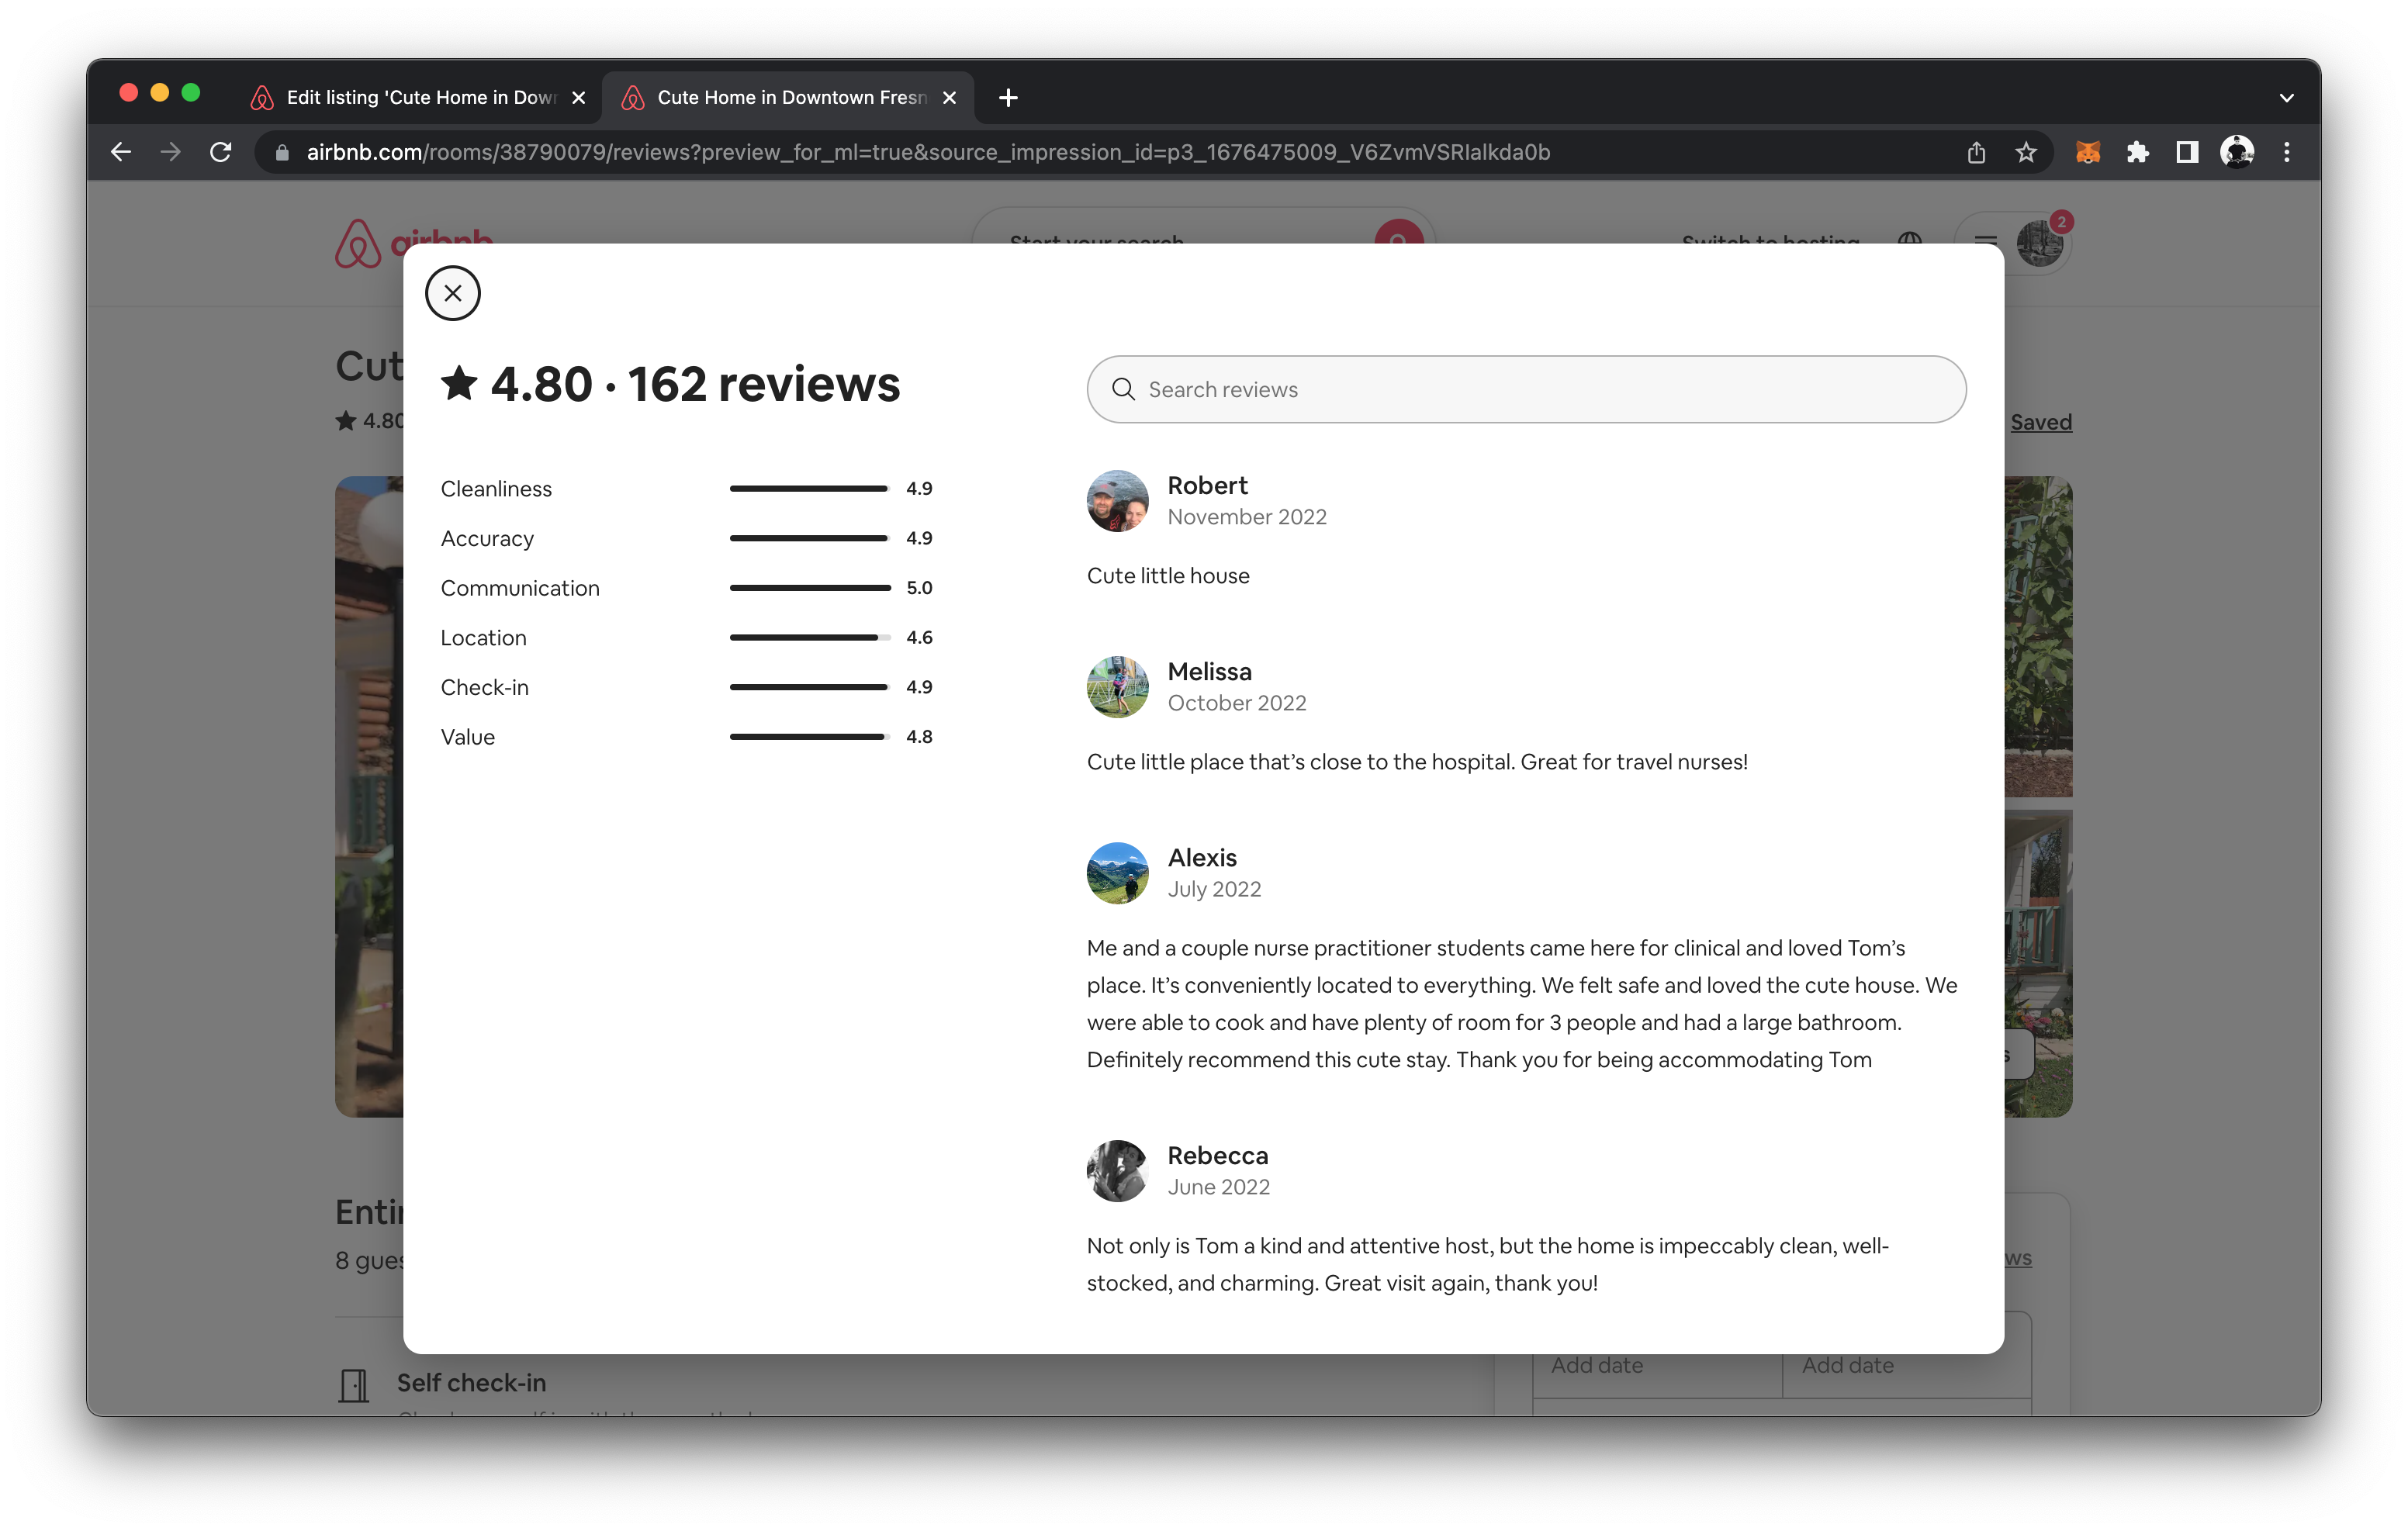 Edit listing 'Cute Home in Dow
Cute Home in Downtown Fresn
airbnb.com/rooms/38790079/reviews?preview_for_ml=true&source_impression_id=p3_1676475009_V6ZvmVSRlalkda0b
airbnb
Start your search
Switch to hosting
2
Cut
4.80
Saved
4.80 · 162 reviews
Search reviews
Cleanliness 4.9
Accuracy 4.9
Communication 5.0
Location 4.6
Check-in 4.9
Value 4.8
Robert
November 2022
Cute little house
Melissa
October 2022
Cute little place that’s close to the hospital. Great for travel nurses!
Alexis
July 2022
Me and a couple nurse practitioner students came here for clinical and loved Tom’s
place. It’s conveniently located to everything. We felt safe and loved the cute house. We
were able to cook and have plenty of room for 3 people and had a large bathroom.
Definitely recommend this cute stay. Thank you for being accommodating Tom
Rebecca
June 2022
Not only is Tom a kind and attentive host, but the home is impeccably clean, well-
stocked, and charming. Great visit again, thank you!
Entir
8 gues
ws
Add date
Add date
Self check-in